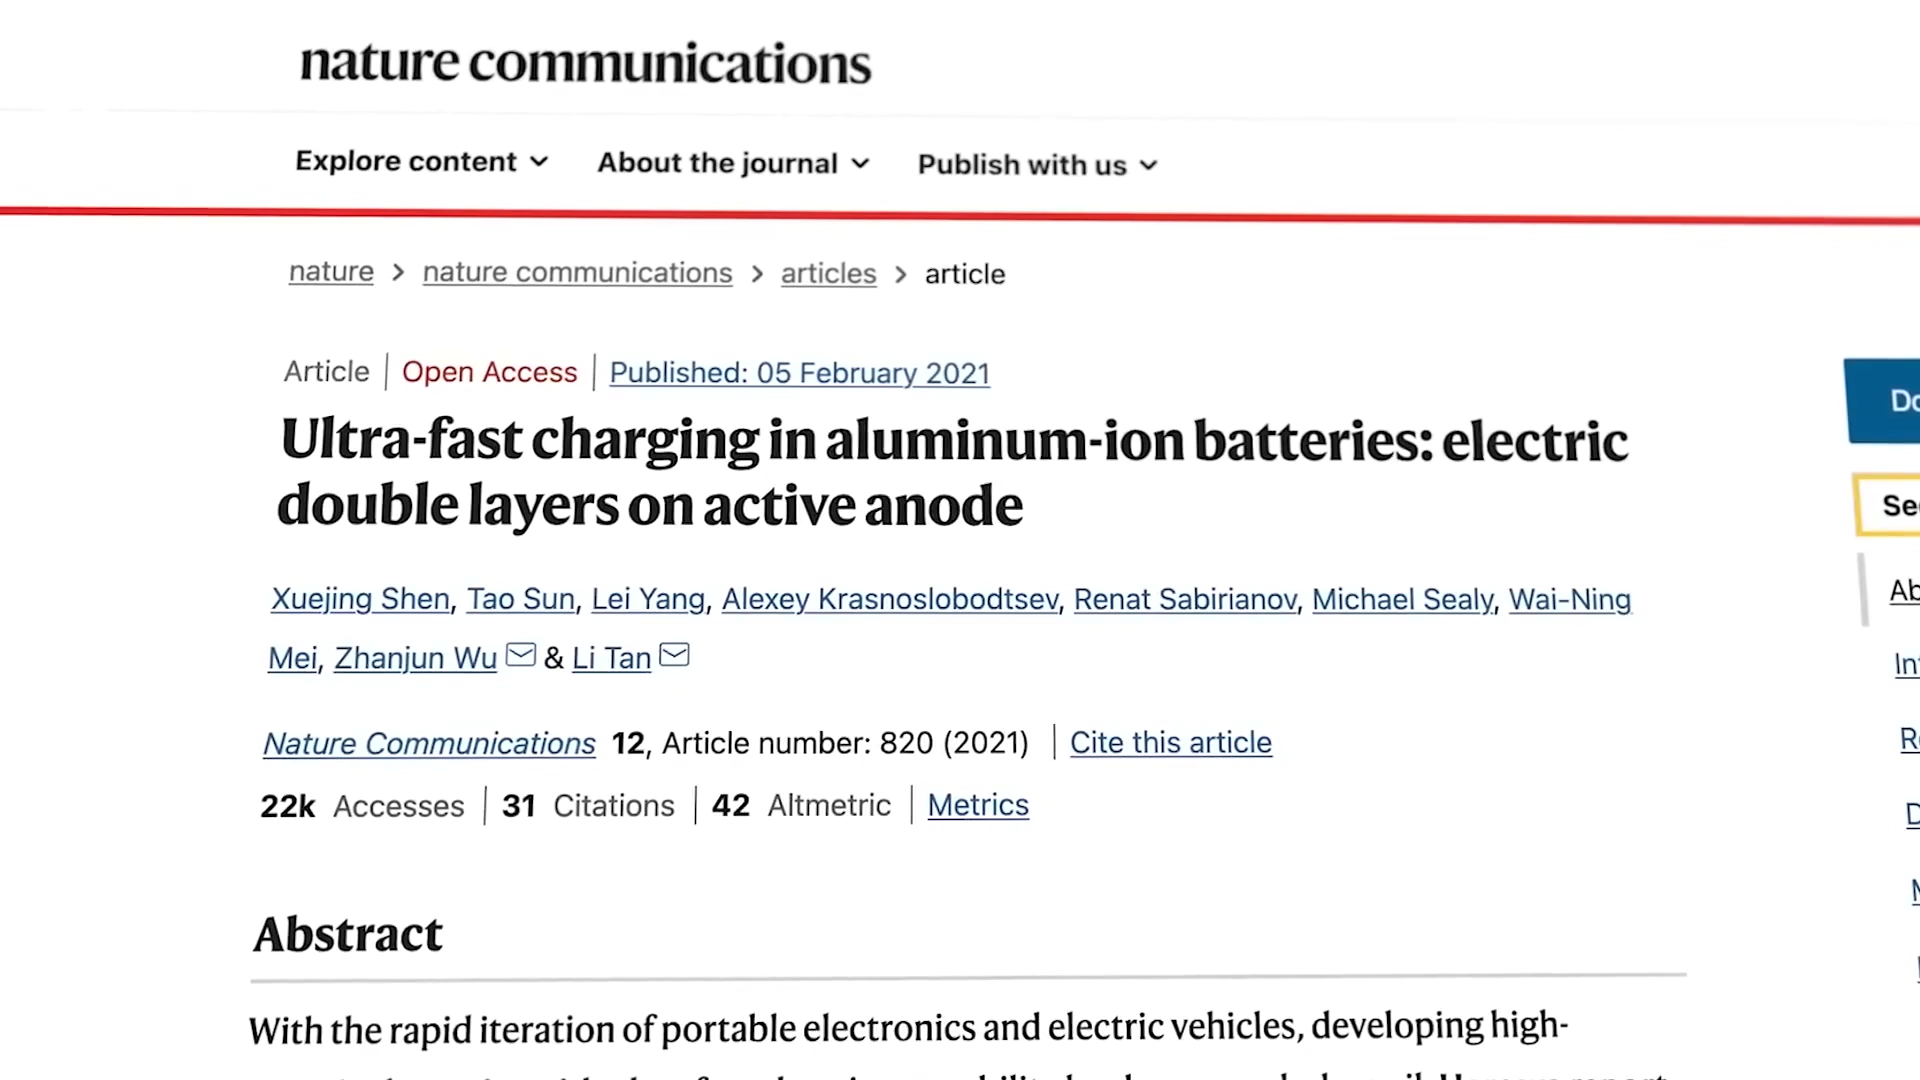 nature communications
Explore content
About the journal
Publish with us
nature > nature communications > articles > article
Article | Open Access | Published: 05 February 2021
Ultra-fast charging in aluminum-ion batteries: electric
double layers on active anode
Xuejing Shen, Tao Sun, Lei Yang, Alexey Krasnoslobodtsev, Renat Sabirianov, Michael Sealy, Wai-Ning
Mei, Zhanjun Wu & Li Tan
Nature Communications 12, Article number: 820 (2021) | Cite this article
22k Accesses | 31 Citations | 42 Altmetric | Metrics
Abstract
With the rapid iteration of portable electronics and electric vehicles, developing high-